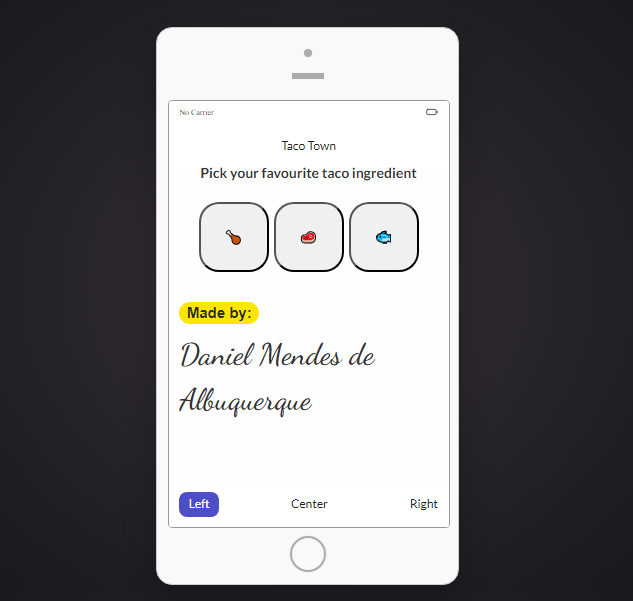 No Carrier
Taco Town
Pick your favourite taco ingredient
Made by:
Daniel Mendes de
Albuquerque
Left Center Right